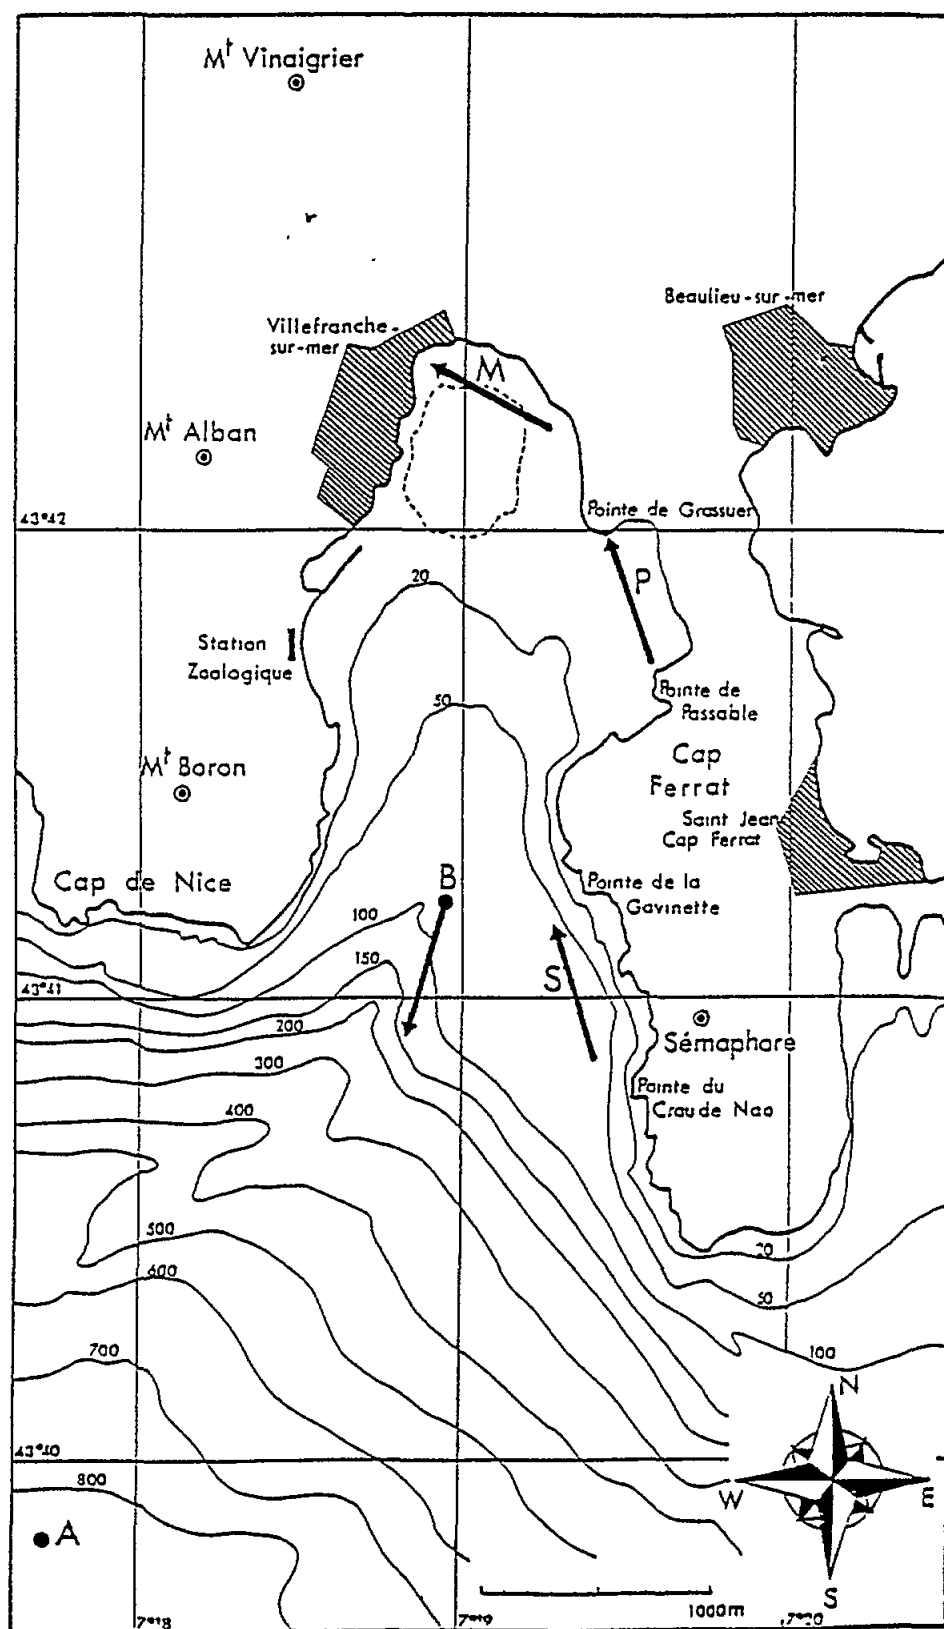 Mt Vinaigrier
Beaulieu-sur-mer
Villefranche-
sur-mer
M
Mt Alban
43°42
Pointe de Grasuer
20
P
Station
Zoologique
50
Pointe de
Passable
Mt Boron
Cap
Ferrat
Saint Jean
Cap Ferrat
Cap de Nice
B
Pointe de la
Gavinette
100
150
S
43°41
200
Sémaphore
300
Pointe du
Crau de Nao
400
500
20
600
50
700
100
N
43°40
800
W
E
A
S
1000m
7°18
7°19
7°20